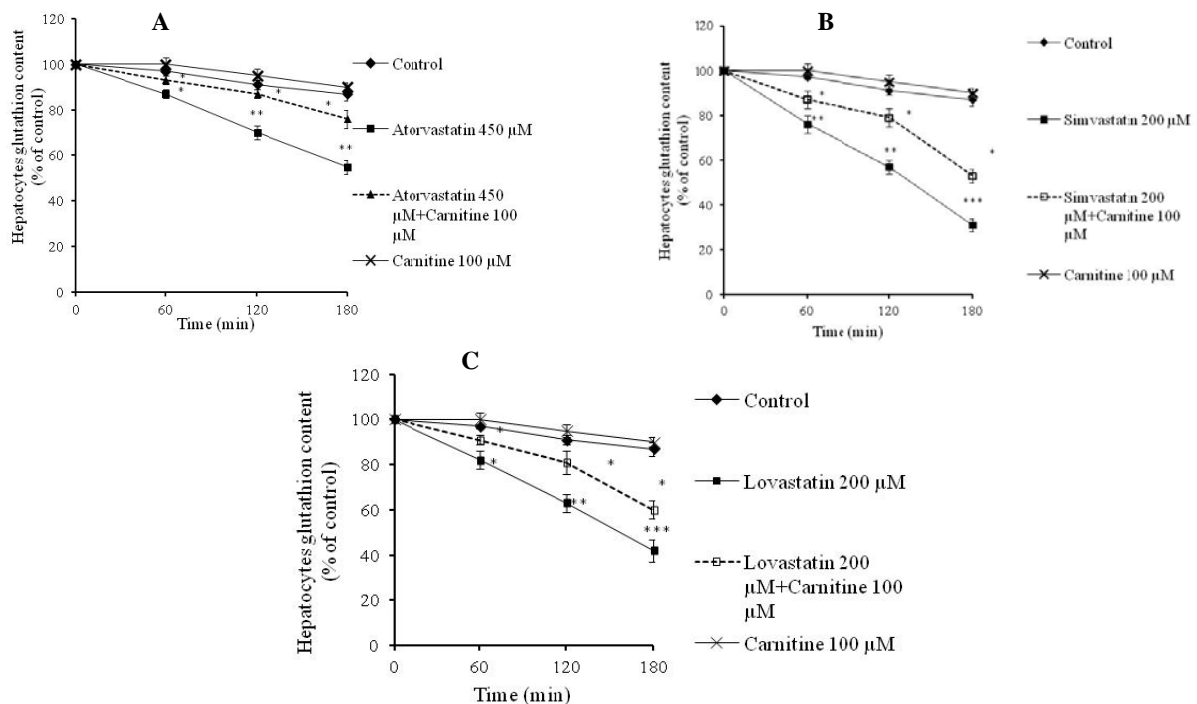 A
Hepatocytes glutathion content
(% of control)
120
100
80
60
40
20
0
*
*
*
**
*
**
0
60
120
180
Time (min)
Control
Atorvastatin 450 µM
Atorvastatin 450
µM+Carnitine 100
µM
Carnitine 100 µM
B
Hepatocytes glutathion content
(% of control)
120
100
80
60
40
20
0
*
**
*
**
*
***
0
60
120
180
Time (min)
Control
Simvastatin 200 µM
Simvastatin 200
µM+Carnitine 100
µM
Carnitine 100 µM
C
Hepatocytes glutathion content
(% of control)
120
100
80
60
40
20
0
*
*
*
**
*
***
0
60
120
180
Time (min)
Control
Lovastatin 200 µM
Lovastatin 200
µM+Carnitine 100
µM
Carnitine 100 µM